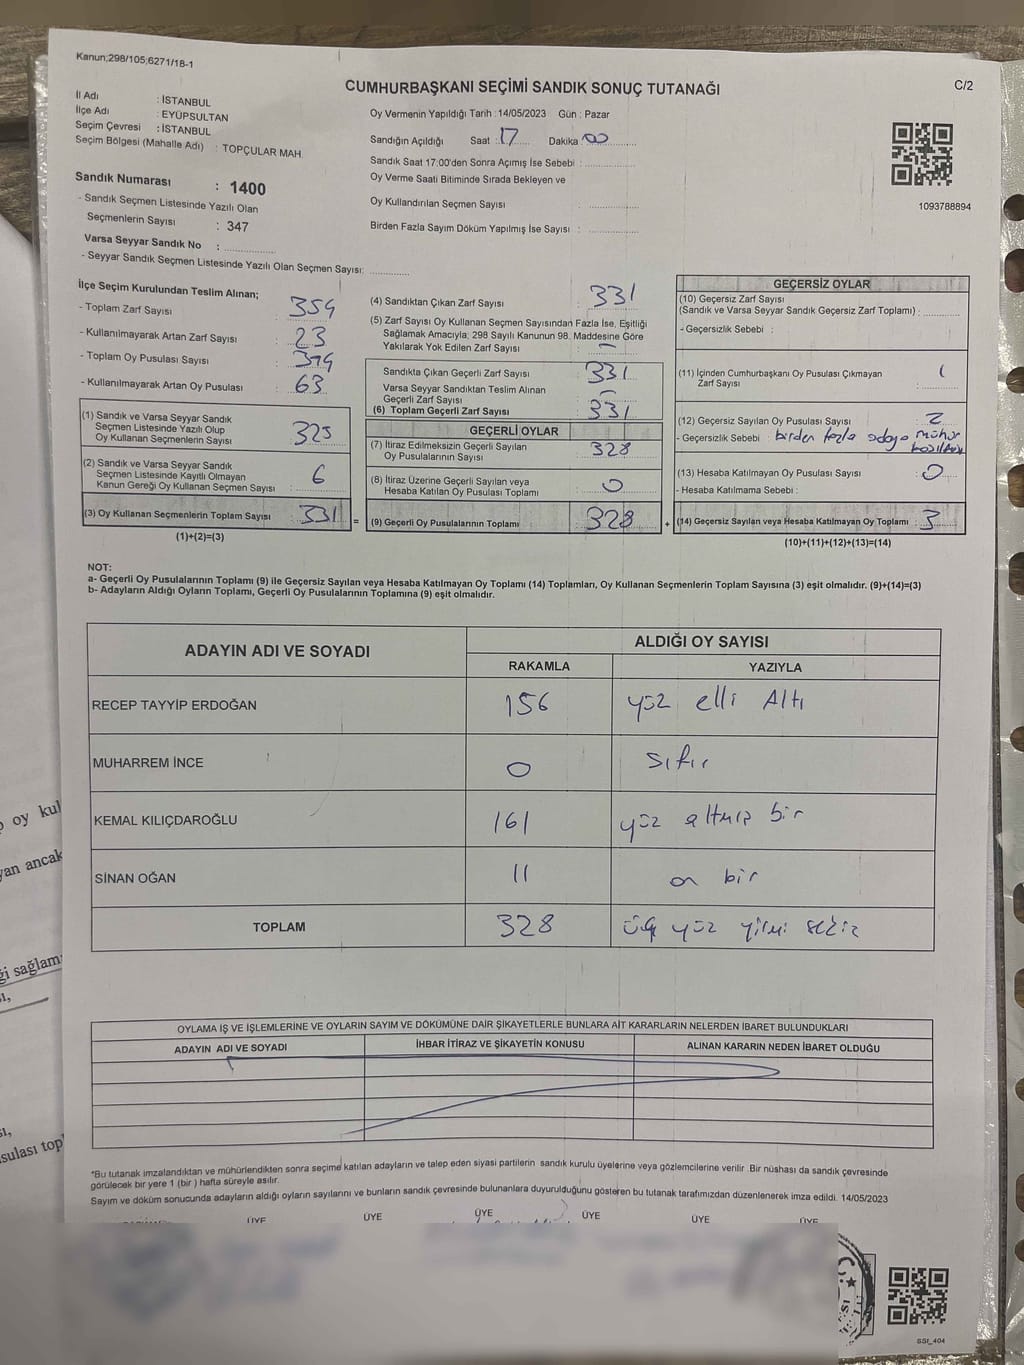 Kanun;298/105;6271/18-1
CUMHURBAŞKANI SEÇİMİ SANDIK SONUÇ TUTANAĞI
C/2
İl Adı : İSTANBUL
İlçe Adı : EYÜPSULTAN
Seçim Çevresi : İSTANBUL
Seçim Bölgesi (Mahalle Adı) : TOPÇULAR MAH.
Sandık Numarası : 1400
- Sandık Seçmen Listesinde Yazılı Olan
Seçmenlerin Sayısı : 347
Varsa Seyyar Sandık No : ..............
- Seyyar Sandık Seçmen Listesinde Yazılı Olan Seçmen Sayısı: ............
Oy Vermenin Yapıldığı Tarih : 14/05/2023 Gün : Pazar
Sandığın Açıldığı Saat : 17 Dakika : 00
Sandık Saat 17:00'den Sonra Açımış İse Sebebi : ..............
Oy Verme Saati Bitiminde Sırada Bekleyen ve
Oy Kullandırılan Seçmen Sayısı : ..............
Birden Fazla Sayım Döküm Yapılmış İse Sayısı : ..............
1093788894
İlçe Seçim Kurulundan Teslim Alınan;
- Toplam Zarf Sayısı : 354
- Kullanılmayarak Artan Zarf Sayısı : 23
- Toplam Oy Pusulası Sayısı : 394
- Kullanılmayarak Artan Oy Pusulası : 63
(1) Sandık ve Varsa Seyyar Sandık
Seçmen Listesinde Yazılı Olup
Oy Kullanan Seçmenlerin Sayısı : 325
(2) Sandık ve Varsa Seyyar Sandık
Seçmen Listesinde Kayıtlı Olmayan
Kanun Gereği Oy Kullanan Seçmen Sayısı : 6
(3) Oy Kullanan Seçmenlerin Toplam Sayısı : 331 =
(1)+(2)=(3)
(4) Sandıktan Çıkan Zarf Sayısı : 331
(5) Zarf Sayısı Oy Kullanan Seçmen Sayısından Fazla İse, Eşitliği
Sağlamak Amacıyla; 298 Sayılı Kanunun 98. Maddesine Göre
Yakılarak Yok Edilen Zarf Sayısı : –
Sandıkta Çıkan Geçerli Zarf Sayısı : 331
Varsa Seyyar Sandıktan Teslim Alınan
Geçerli Zarf Sayısı : –
(6) Toplam Geçerli Zarf Sayısı : 331
GEÇERLİ OYLAR
(7) İtiraz Edilmeksizin Geçerli Sayılan
Oy Pusulalarının Sayısı : 328
(8) İtiraz Üzerine Geçerli Sayılan veya
Hesaba Katılan Oy Pusulası Toplamı : 0
(9) Geçerli Oy Pusulalarının Toplamı : 328 +
GEÇERSİZ OYLAR
(10) Geçersiz Zarf Sayısı
(Sandık ve Varsa Seyyar Sandık Geçersiz Zarf Toplamı) : ............
- Geçersizlik Sebebi :
(11) İçinden Cumhurbaşkanı Oy Pusulası Çıkmayan
Zarf Sayısı : 1
(12) Geçersiz Sayılan Oy Pusulası Sayısı : 2
- Geçersizlik Sebebi : birden fazla adaya mühür
basılması
(13) Hesaba Katılmayan Oy Pusulası Sayısı : 0
- Hesaba Katılmama Sebebi :
(14) Geçersiz Sayılan veya Hesaba Katılmayan Oy Toplamı : 3
(10)+(11)+(12)+(13)=(14)
NOT:
a- Geçerli Oy Pusulalarının Toplamı (9) ile Geçersiz Sayılan veya Hesaba Katılmayan Oy Toplamı (14) Toplamları, Oy Kullanan Seçmenlerin Toplam Sayısına (3) eşit olmalıdır. (9)+(14)=(3)
b- Adayların Aldığı Oyların Toplamı, Geçerli Oy Pusulalarının Toplamına (9) eşit olmalıdır.
ADAYIN ADI VE SOYADI
ALDIĞI OY SAYISI
RAKAMLA YAZIYLA
RECEP TAYYİP ERDOĞAN 156 yüz elli Altı
MUHARREM İNCE 0 sıfır
KEMAL KILIÇDAROĞLU 161 yüz altmış bir
SİNAN OĞAN 11 on bir
TOPLAM 328 üç yüz yirmi sekiz
OYLAMA İŞ VE İŞLEMLERİNE VE OYLARIN SAYIM VE DÖKÜMÜNE DAİR ŞİKAYETLERLE BUNLARA AİT KARARLARIN NELERDEN İBARET BULUNDUKLARI
ADAYIN ADI VE SOYADI İHBAR İTİRAZ VE ŞİKAYETİN KONUSU ALINAN KARARIN NEDEN İBARET OLDUĞU
*Bu tutanak imzalandıktan ve mühürlendikten sonra seçime katılan adayların ve talep eden siyasi partilerin sandık kurulu üyelerine veya gözlemcilerine verilir .Bir nüshası da sandık çevresinde
görülecek bir yere 1 (bir ) hafta süreyle asılır.
Sayım ve döküm sonucunda adayların aldığı oyların sayılarını ve bunların sandık çevresinde bulunanlara duyurulduğunu gösteren bu tutanak tarafımızdan düzenlenerek imza edildi. 14/05/2023
ÜYE ÜYE ÜYE ÜYE ÜYE ÜYE
SSI_404
oy kul
yan ancak
ği sağlam
sı,
sı,
sulası top